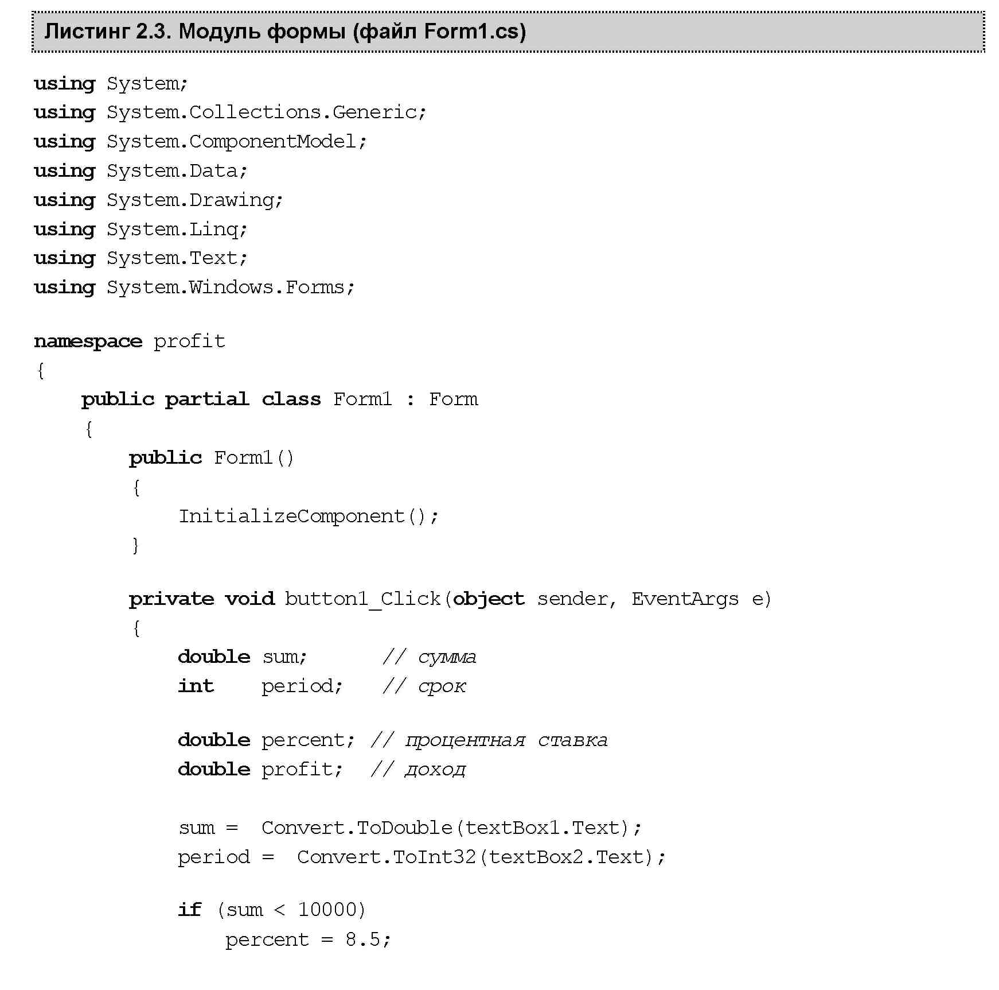 Листинг 2.3. Модуль формы (файл Form1.cs)
using System;
using System.Collections.Generic;
using System.ComponentModel;
using System.Data;
using System.Drawing;
using System.Linq;
using System.Text;
using System.Windows.Forms;
namespace profit
{
    public partial class Form1 : Form
    {
        public Form1()
        {
            InitializeComponent();
        }
        private void button1_Click(object sender, EventArgs e)
        {
            double sum;      // сумма
            int    period;   // срок
            double percent; // процентная ставка
            double profit;  // доход
            sum =  Convert.ToDouble(textBox1.Text);
            period =  Convert.ToInt32(textBox2.Text);
            if (sum < 10000)
                percent = 8.5;